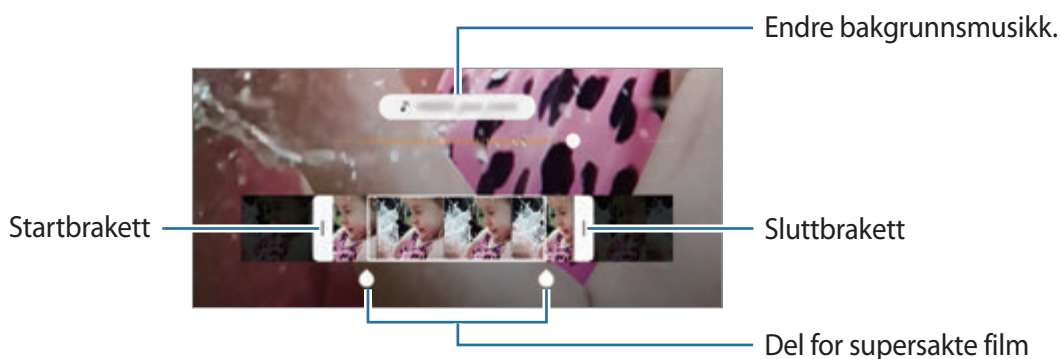 Endre bakgrunnsmusikk.
Startbrakett
Sluttbrakett
Del for supersakte film